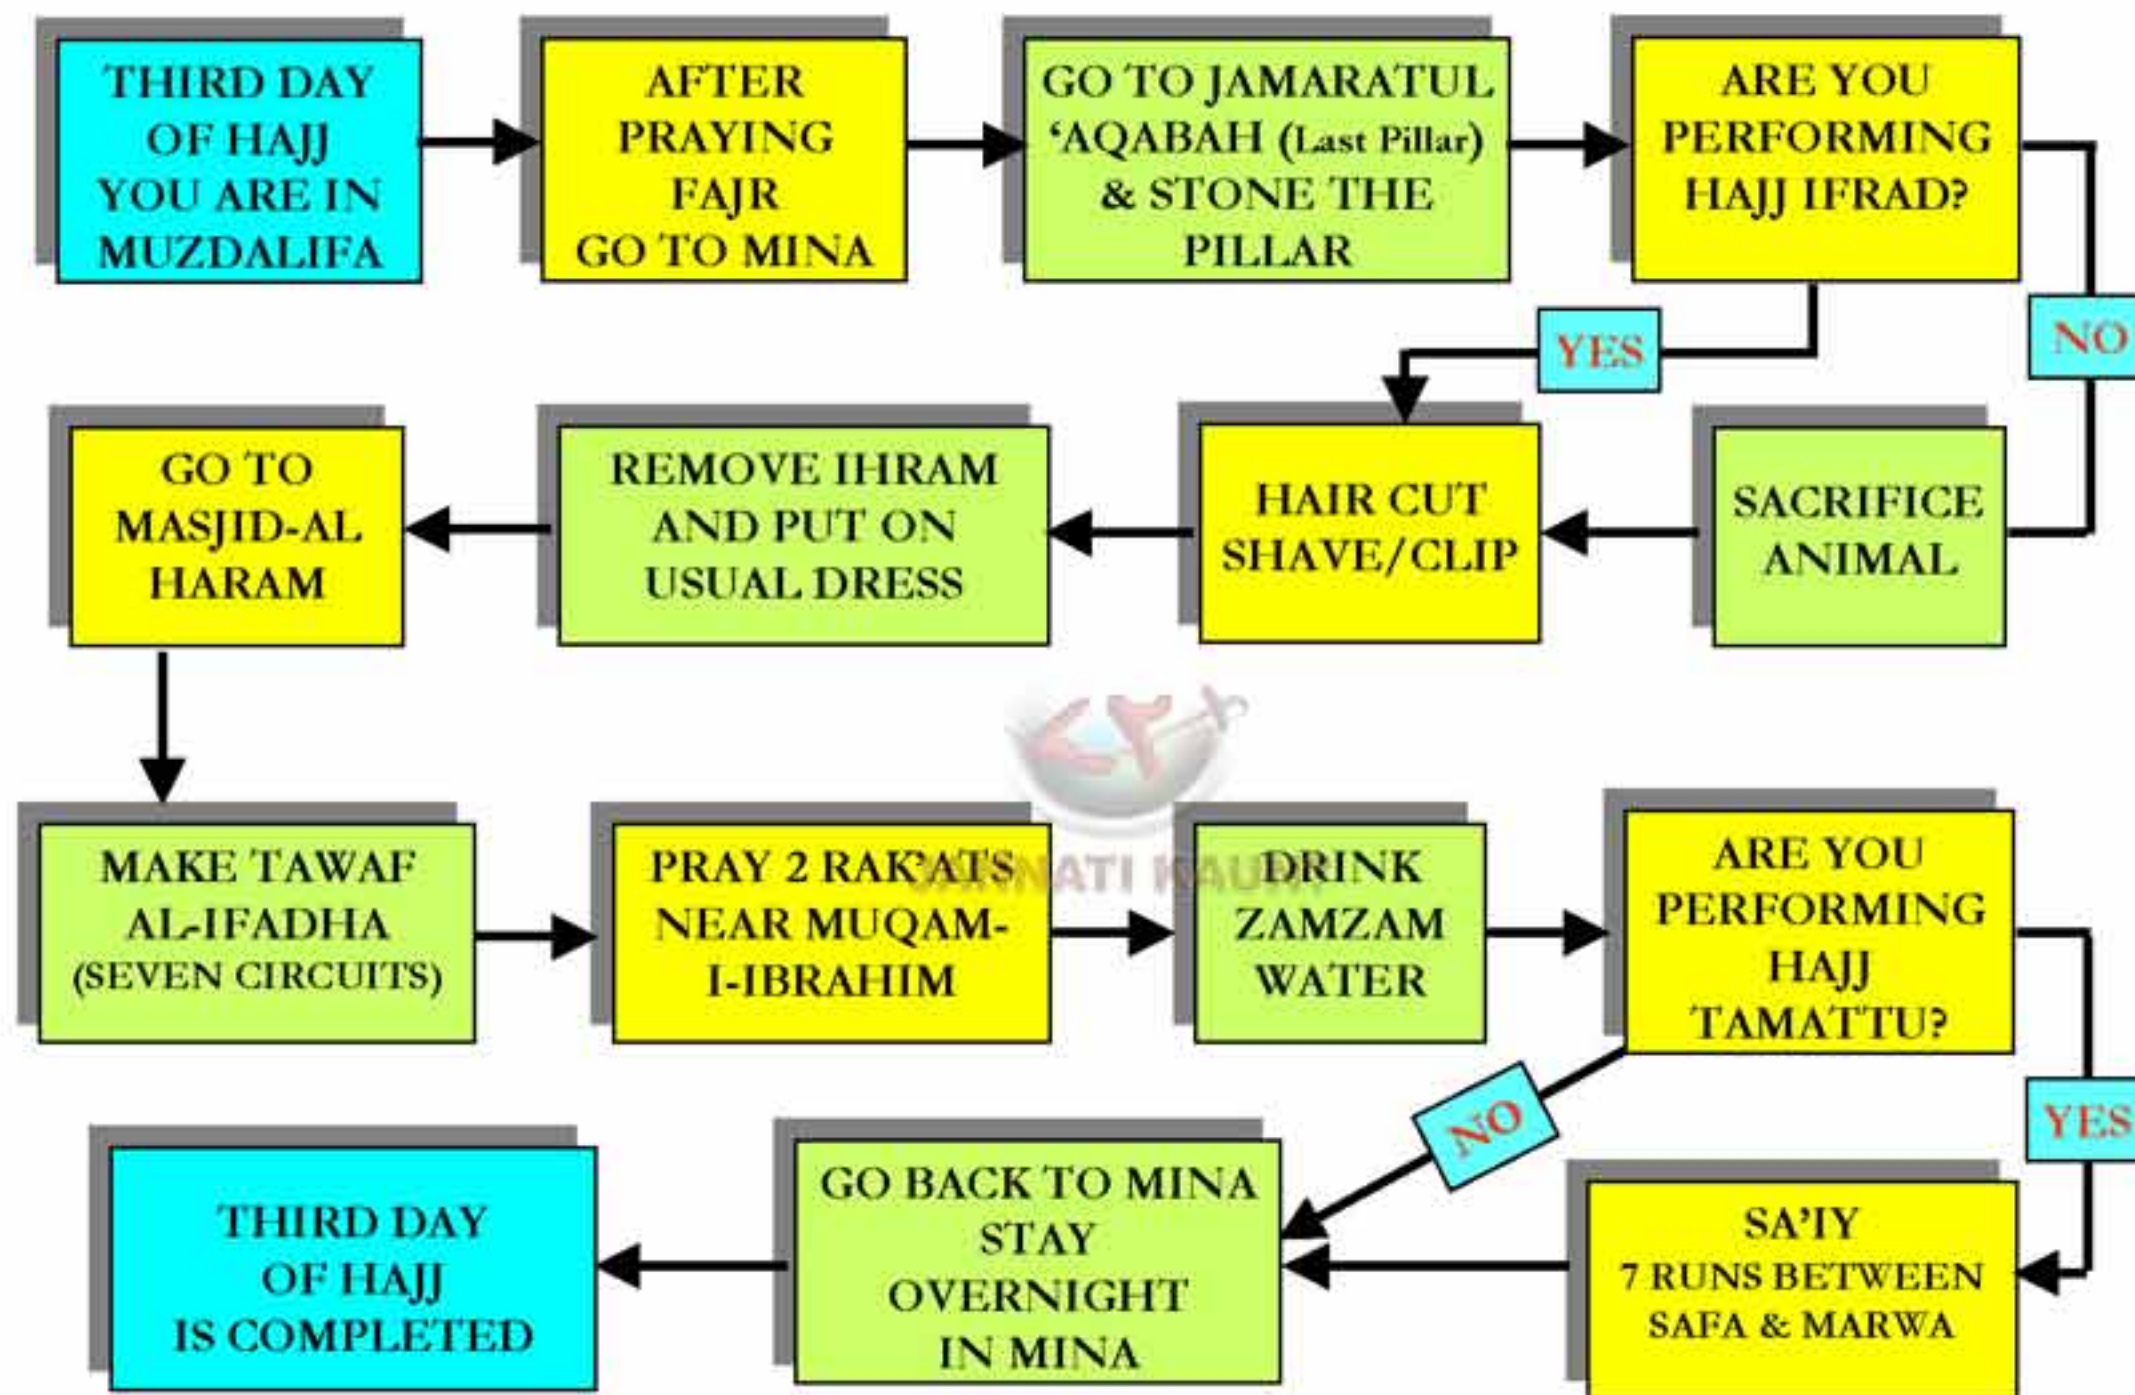 THIRD DAY
OF HAJJ
YOU ARE IN
MUZDALIFA
AFTER
PRAYING
FAJR
GO TO MINA
GO TO JAMARATUL
‘AQABAH (Last Pillar)
& STONE THE
PILLAR
ARE YOU
PERFORMING
HAJJ IFRAD?
YES
NO
SACRIFICE
ANIMAL
HAIR CUT
SHAVE/CLIP
REMOVE IHRAM
AND PUT ON
USUAL DRESS
GO TO
MASJID-AL
HARAM
MAKE TAWAF
AL-IFADHA
(SEVEN CIRCUITS)
PRAY 2 RAK’ATS
NEAR MUQAM-
I-IBRAHIM
DRINK
ZAMZAM
WATER
ARE YOU
PERFORMING
HAJJ
TAMATTU?
NO
YES
SA’IY
7 RUNS BETWEEN
SAFA & MARWA
GO BACK TO MINA
STAY
OVERNIGHT
IN MINA
THIRD DAY
OF HAJJ
IS COMPLETED